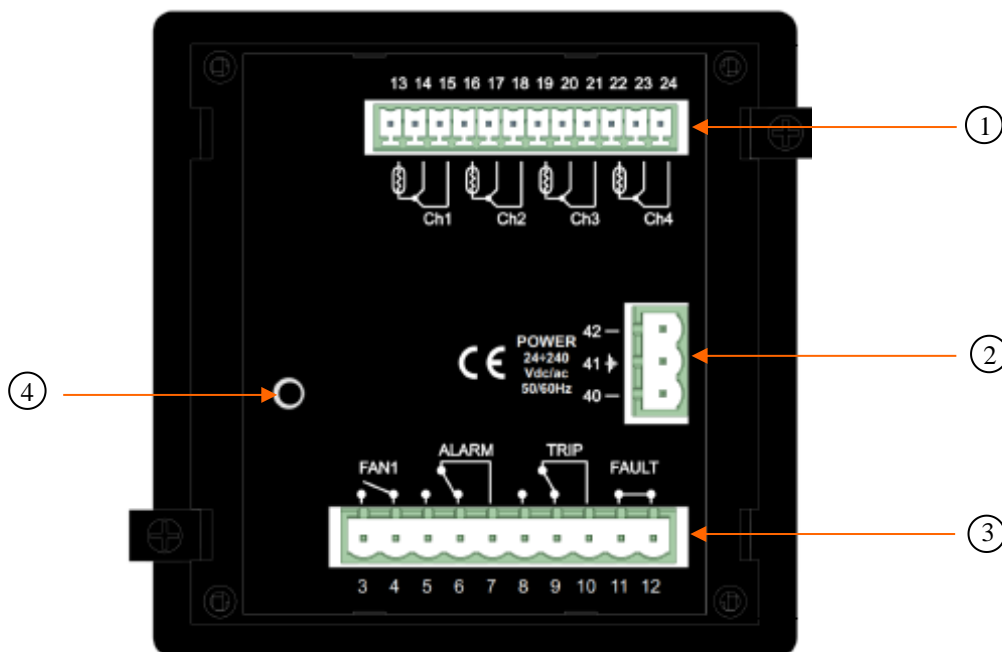 13 14 15 16 17 18 19 20 21 22 23 24
1
Ch1 Ch2 Ch3 Ch4
42
POWER
24÷240
Vdc/ac
50/60Hz
CE
41
40
2
4
ALARM TRIP
FAN1 FAULT
3
3 4 5 6 7 8 9 10 11 12